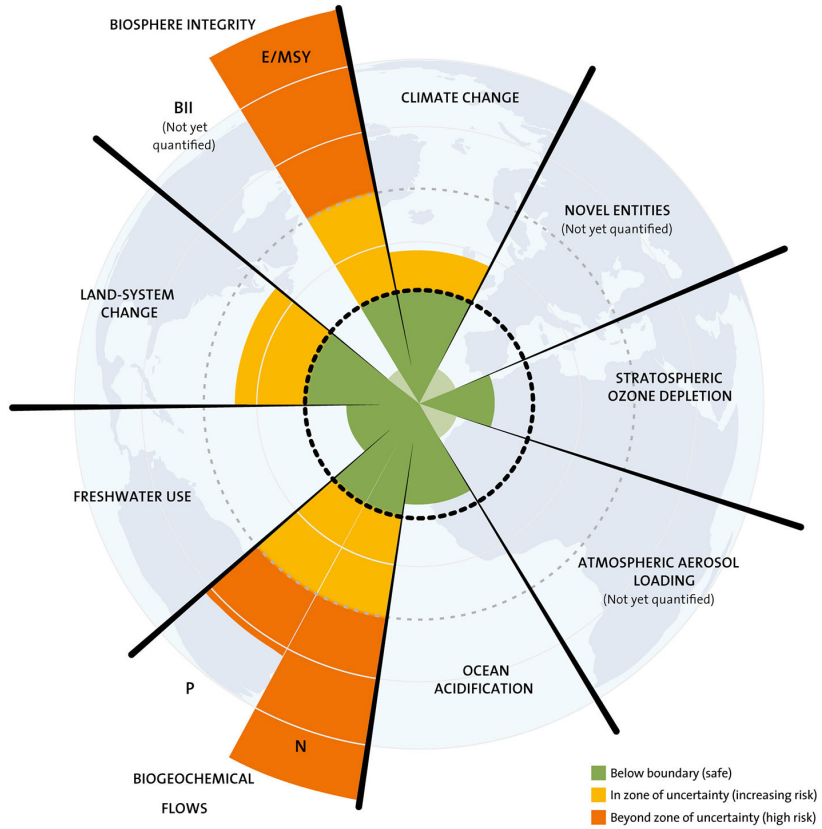 BIOSPHERE INTEGRITY
E/MSY
BII
(Not yet
quantified)
CLIMATE CHANGE
NOVEL ENTITIES
(Not yet quantified)
LAND-SYSTEM
CHANGE
STRATOSPHERIC
OZONE DEPLETION
FRESHWATER USE
ATMOSPHERIC AEROSOL
LOADING
(Not yet quantified)
OCEAN
ACIDIFICATION
P
N
BIOGEOCHEMICAL
FLOWS
Below boundary (safe)
In zone of uncertainty (increasing risk)
Beyond zone of uncertainty (high risk)